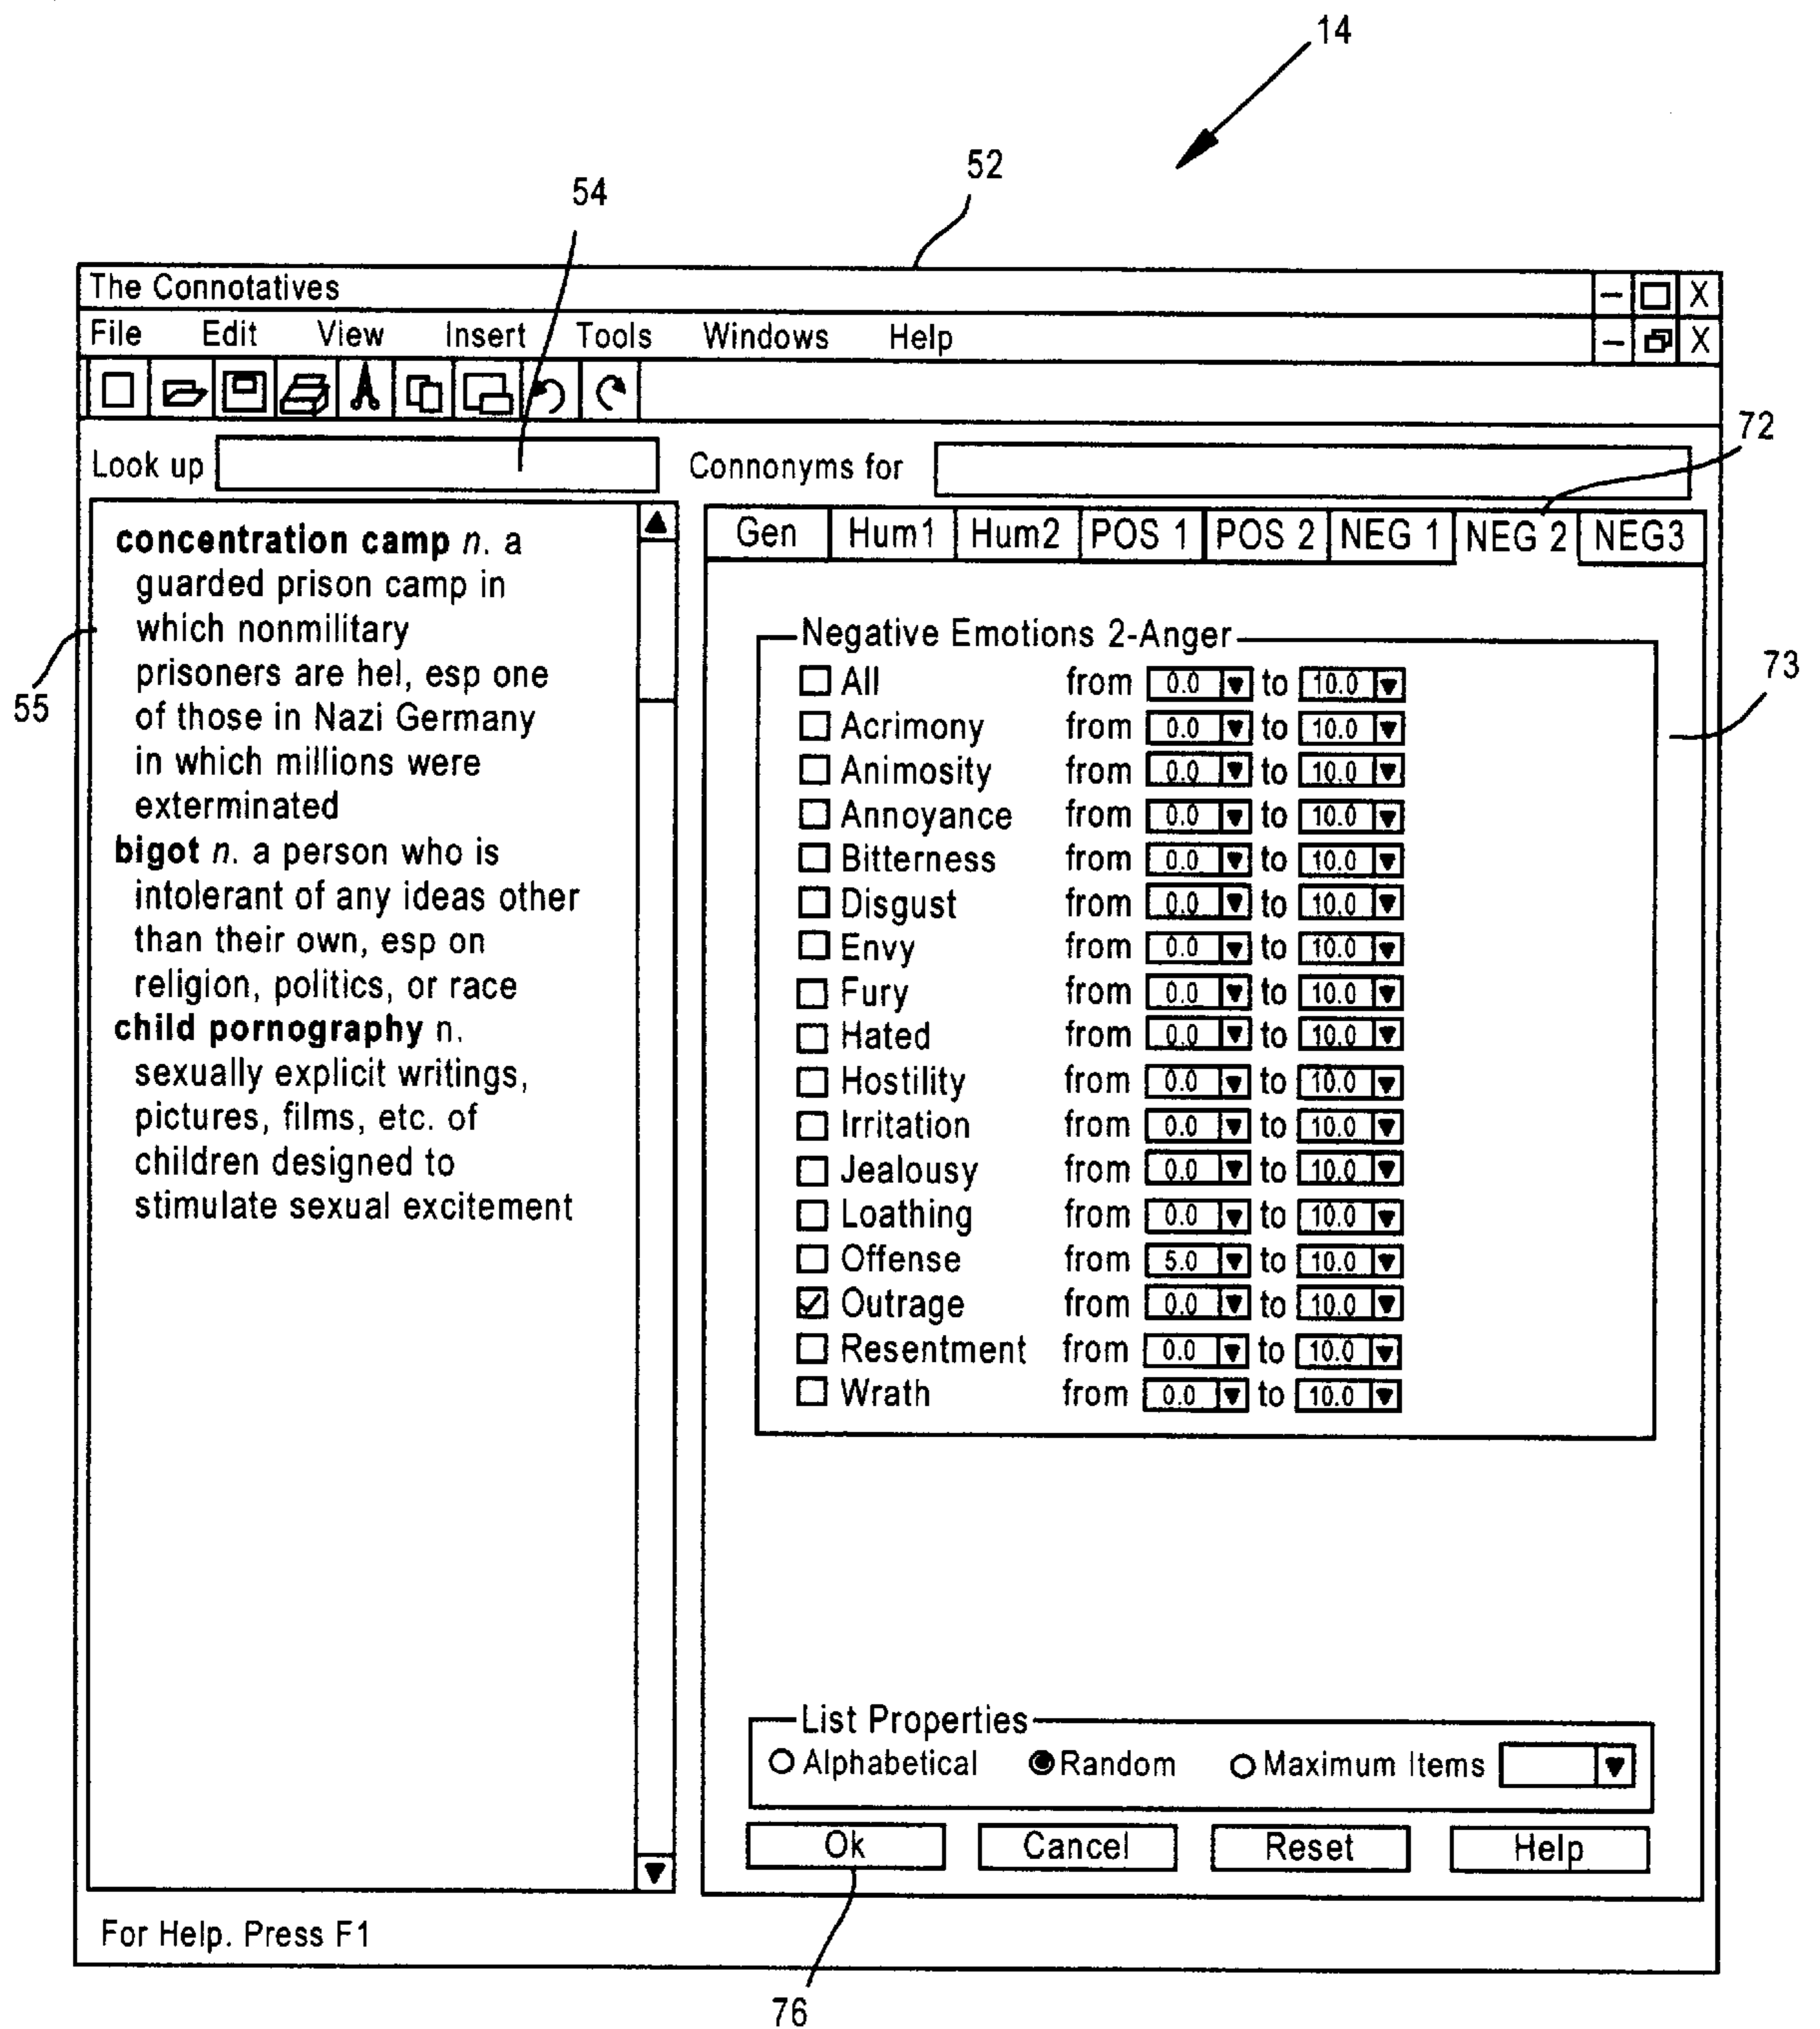 14
52
54
The Connotatives
X
File Edit View Insert Tools Windows Help
X
72
Look up
Connonyms for
Gen Hum1 Hum2 POS 1 POS 2 NEG 1 NEG 2 NEG3
concentration camp n. a
guarded prison camp in
which nonmilitary
prisoners are hel, esp one
of those in Nazi Germany
in which millions were
exterminated
bigot n. a person who is
intolerant of any ideas other
than their own, esp on
religion, politics, or race
child pornography n.
sexually explicit writings,
pictures, films, etc. of
children designed to
stimulate sexual excitement
55
Negative Emotions 2-Anger
All from 0.0 to 10.0
Acrimony from 0.0 to 10.0
Animosity from 0.0 to 10.0
Annoyance from 0.0 to 10.0
Bitterness from 0.0 to 10.0
Disgust from 0.0 to 10.0
Envy from 0.0 to 10.0
Fury from 0.0 to 10.0
Hated from 0.0 to 10.0
Hostility from 0.0 to 10.0
Irritation from 0.0 to 10.0
Jealousy from 0.0 to 10.0
Loathing from 0.0 to 10.0
Offense from 5.0 to 10.0
Outrage from 0.0 to 10.0
Resentment from 0.0 to 10.0
Wrath from 0.0 to 10.0
73
List Properties
Alphabetical Random Maximum Items
Ok Cancel Reset Help
For Help. Press F1
76